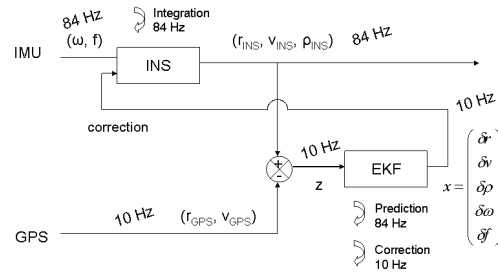 84 Hz
Integration
84 Hz
IMU
(ω, f)
INS
(r_INS, v_INS, ρ_INS)
84 Hz
10 Hz
correction
+
-
10 Hz
z
EKF
x = ( δr
δv
δρ
δω
δf )
10 Hz
(r_GPS, v_GPS)
GPS
Prediction
84 Hz
Correction
10 Hz